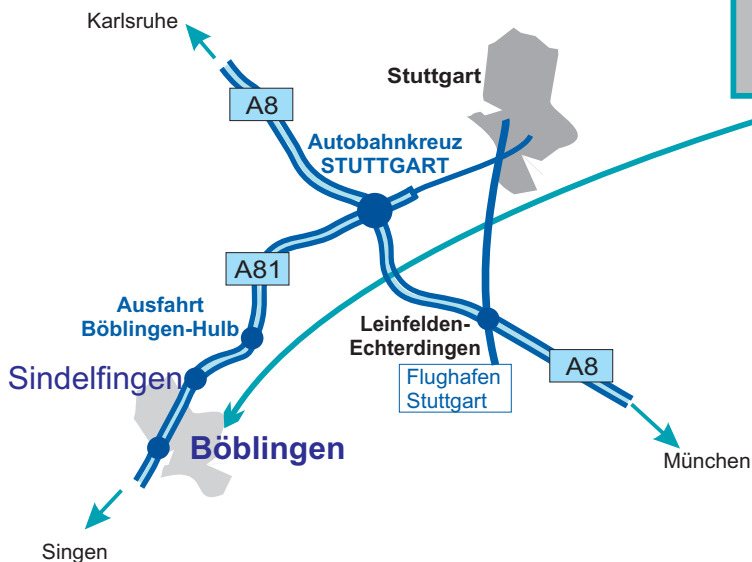 Karlsruhe
Stuttgart
A8
Autobahnkreuz
STUTTGART
A81
Ausfahrt
Böblingen-Hulb
Leinfelden-
Echterdingen
A8
Sindelfingen
Flughafen
Stuttgart
Böblingen
München
Singen